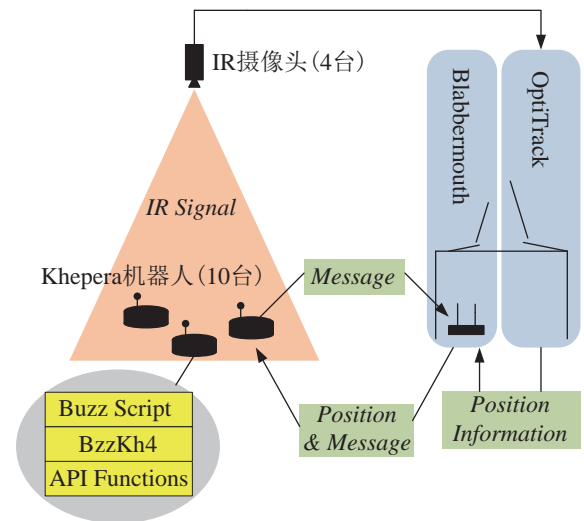 IR摄像头(4台)
Blabbermouth
OptiTrack
IR Signal
Khepera机器人(10台)
Message
Buzz Script
BzzKh4
API Functions
Position
& Message
Position
Information